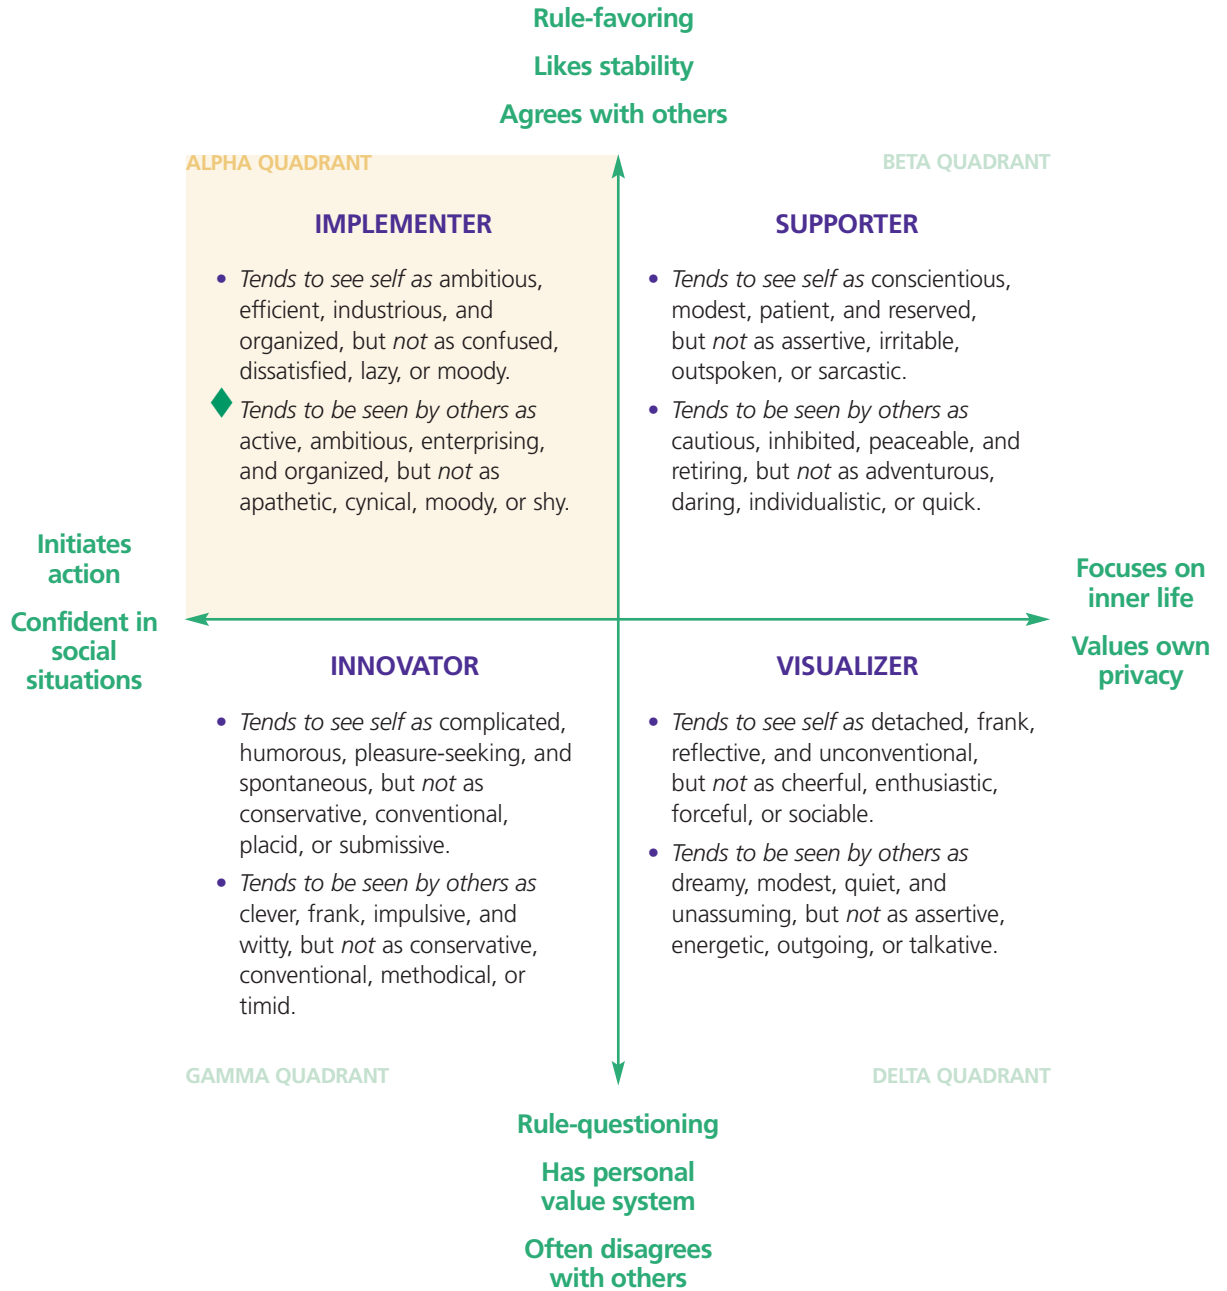 Rule-favoring
Likes stability
Agrees with others
ALPHA QUADRANT
BETA QUADRANT
IMPLEMENTER
• Tends to see self as ambitious,
efficient, industrious, and
organized, but not as confused,
dissatisfied, lazy, or moody.
Tends to be seen by others as
active, ambitious, enterprising,
and organized, but not as
apathetic, cynical, moody, or shy.
SUPPORTER
• Tends to see self as conscientious,
modest, patient, and reserved,
but not as assertive, irritable,
outspoken, or sarcastic.
• Tends to be seen by others as
cautious, inhibited, peaceable, and
retiring, but not as adventurous,
daring, individualistic, or quick.
Initiates
action
Confident in
social
situations
Focuses on
inner life
Values own
privacy
INNOVATOR
• Tends to see self as complicated,
humorous, pleasure-seeking, and
spontaneous, but not as
conservative, conventional,
placid, or submissive.
• Tends to be seen by others as
clever, frank, impulsive, and
witty, but not as conservative,
conventional, methodical, or
timid.
VISUALIZER
• Tends to see self as detached, frank,
reflective, and unconventional,
but not as cheerful, enthusiastic,
forceful, or sociable.
• Tends to be seen by others as
dreamy, modest, quiet, and
unassuming, but not as assertive,
energetic, outgoing, or talkative.
GAMMA QUADRANT
DELTA QUADRANT
Rule-questioning
Has personal
value system
Often disagrees
with others